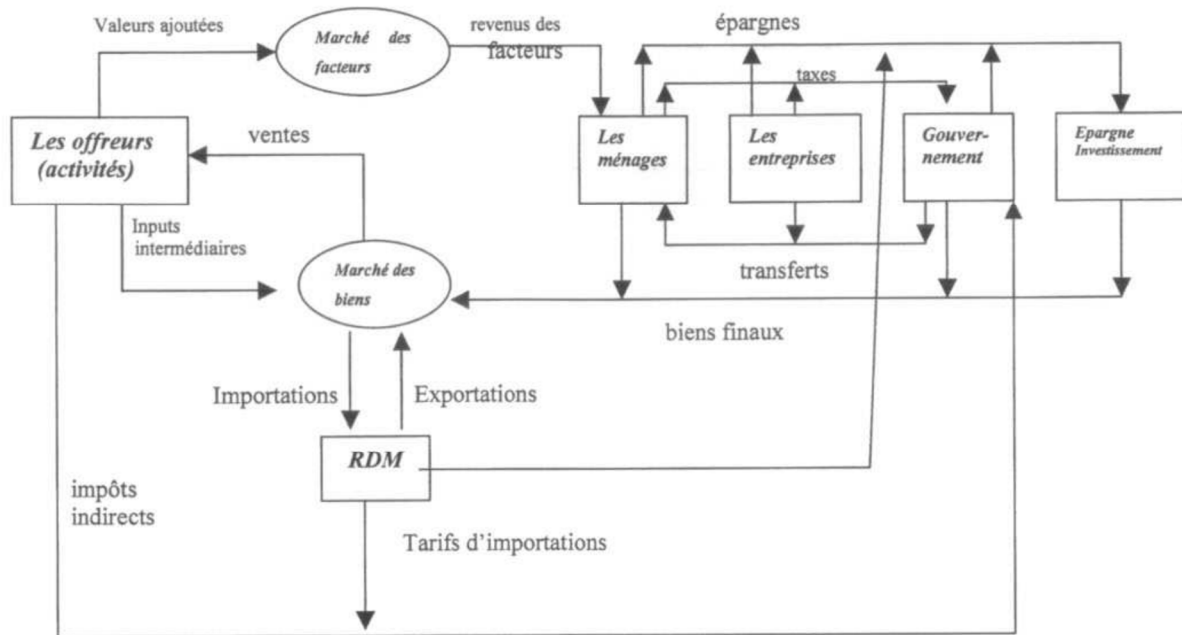 Valeurs ajoutées
Marché des
facteurs
revenus des
facteurs
épargnes
taxes
Les offreurs
(activités)
ventes
Les
ménages
Les
entreprises
Gouver-
nement
Epargne
Investissement
Inputs
intermédiaires
Marché des
biens
transferts
biens finaux
Importations
Exportations
RDM
impôts
indirects
Tarifs d'importations